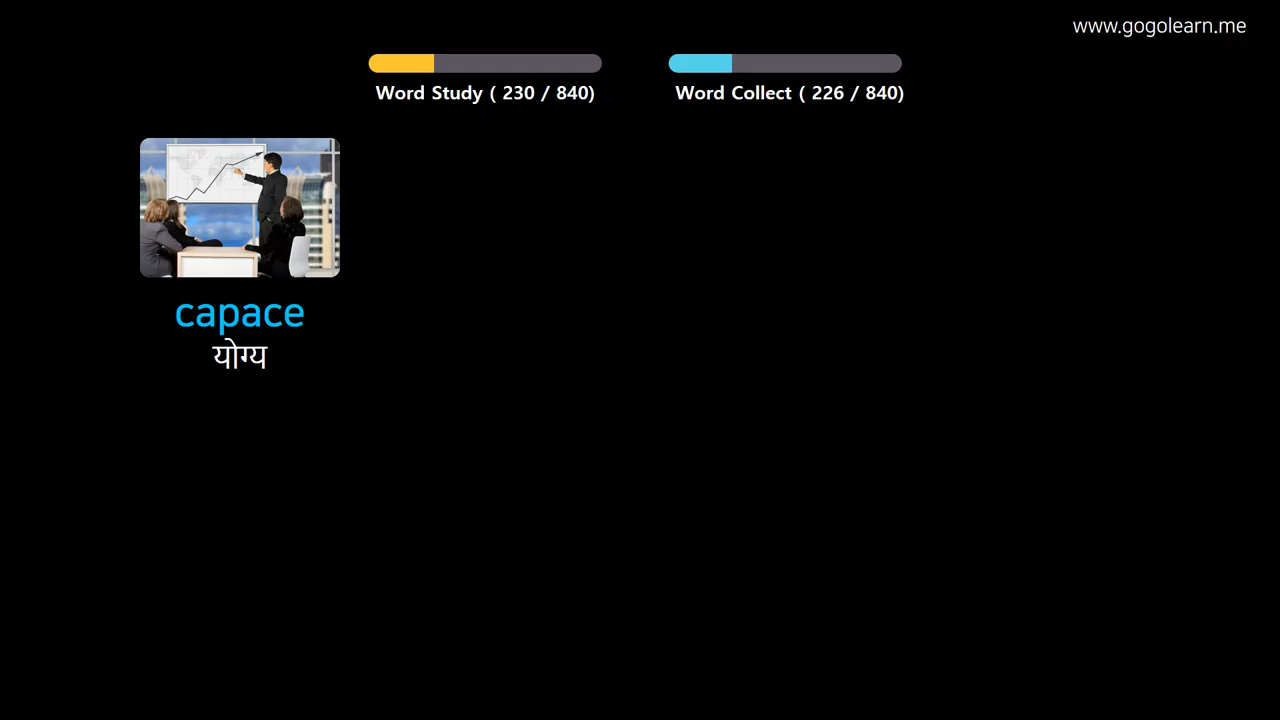 www.gogolearn.me
Word Study ( 230 / 840)
Word Collect ( 226 / 840)
capace
योग्य